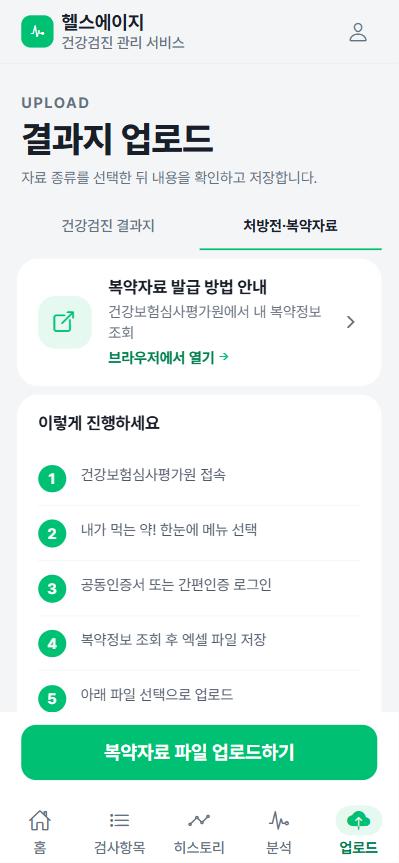 헬스에이지
건강검진 관리 서비스
UPLOAD
결과지 업로드
자료 종류를 선택한 뒤 내용을 확인하고 저장합니다.
건강검진 결과지
처방전·복약자료
복약자료 발급 방법 안내
건강보험심사평가원에서 내 복약정보
조회
브라우저에서 열기 →
이렇게 진행하세요
1 건강보험심사평가원 접속
2 내가 먹는 약! 한눈에 메뉴 선택
3 공동인증서 또는 간편인증 로그인
4 복약정보 조회 후 엑셀 파일 저장
5 아래 파일 선택으로 업로드
복약자료 파일 업로드하기
홈
검사항목
히스토리
분석
업로드